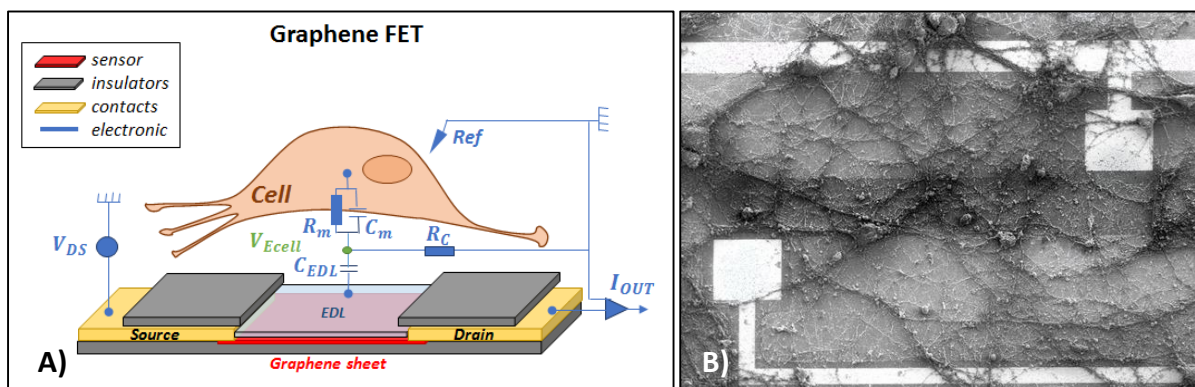 Graphene FET
sensor
insulators
contacts
electronic
Ref
Cell
R_m
C_m
V_DS
V_Ecell
R_C
C_EDL
I_OUT
EDL
Source
Drain
Graphene sheet
A)
B)